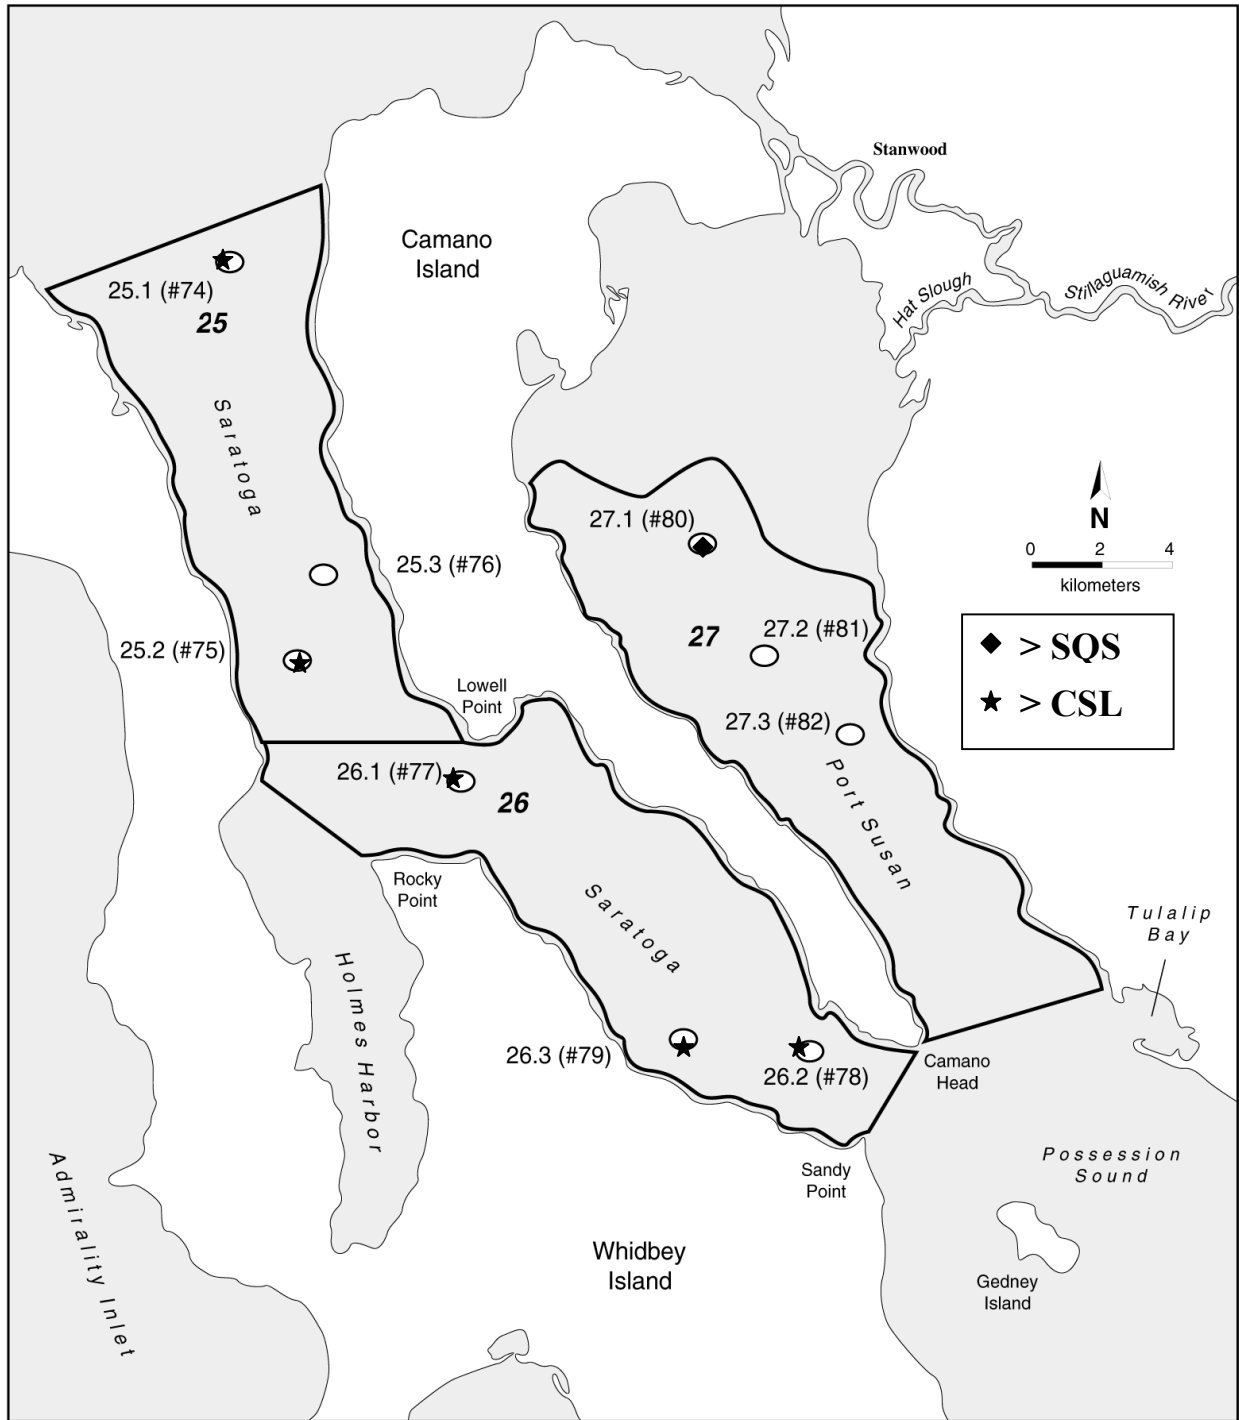 Stanwood
Camano
Island
Hat Slough
Stillaguamish River
25.1 (#74)
25
Saratoga
27.1 (#80)
N
0 2 4
kilometers
25.3 (#76)
27
27.2 (#81)
> SQS
> CSL
25.2 (#75)
Lowell
Point
27.3 (#82)
Port Susan
26.1 (#77)
26
Rocky
Point
Saratoga
Tulalip
Bay
Holmes Harbor
26.3 (#79)
26.2 (#78)
Camano
Head
Possession
Sound
Sandy
Point
Admirality Inlet
Whidbey
Island
Gedney
Island